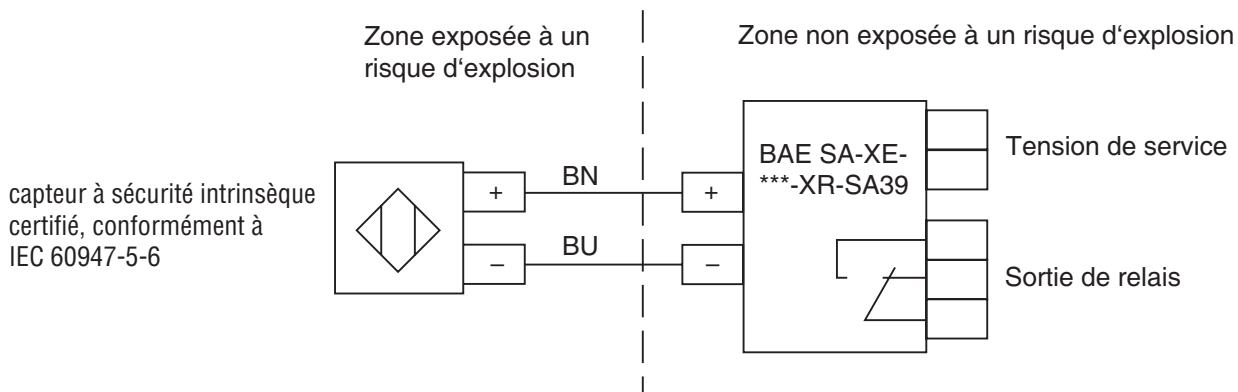 Zone exposée à un
risque d‘explosion
Zone non exposée à un risque d‘explosion
capteur à sécurité intrinsèque
certifié, conformément à
IEC 60947-5-6
+
–
BN
BU
+
–
BAE SA-XE-
***-XR-SA39
Tension de service
Sortie de relais